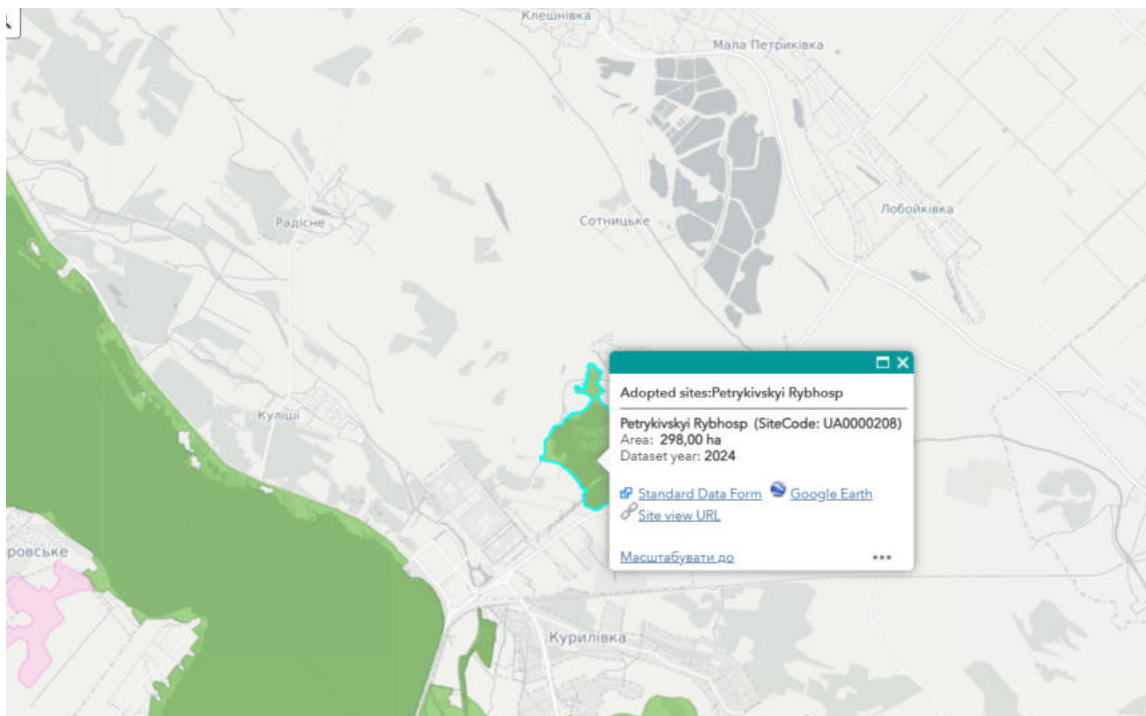 Клешнівка
Мала Петриківка
Радісне
Сотницьке
Лобойківка
Adopted sites:Petrykivskyi Rybhosp
Petrykivskyi Rybhosp (SiteCode: UA0000208)
Area: 298,00 ha
Dataset year: 2024
Куліші
Standard Data Form Google Earth
Site view URL
Масштабувати до
ровське
Курилівка